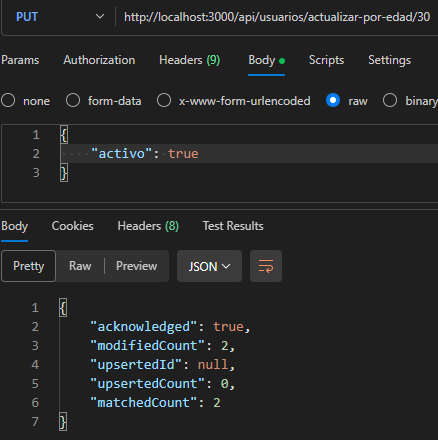 PUT http://localhost:3000/api/usuarios/actualizar-por-edad/30
Params Authorization Headers (9) Body Scripts Settings
none form-data x-www-form-urlencoded raw binary
1 {
2 "activo": true
3 }
Body Cookies Headers (8) Test Results
Pretty Raw Preview JSON
1 {
2 "acknowledged": true,
3 "modifiedCount": 2,
4 "upsertedId": null,
5 "upsertedCount": 0,
6 "matchedCount": 2
7 }